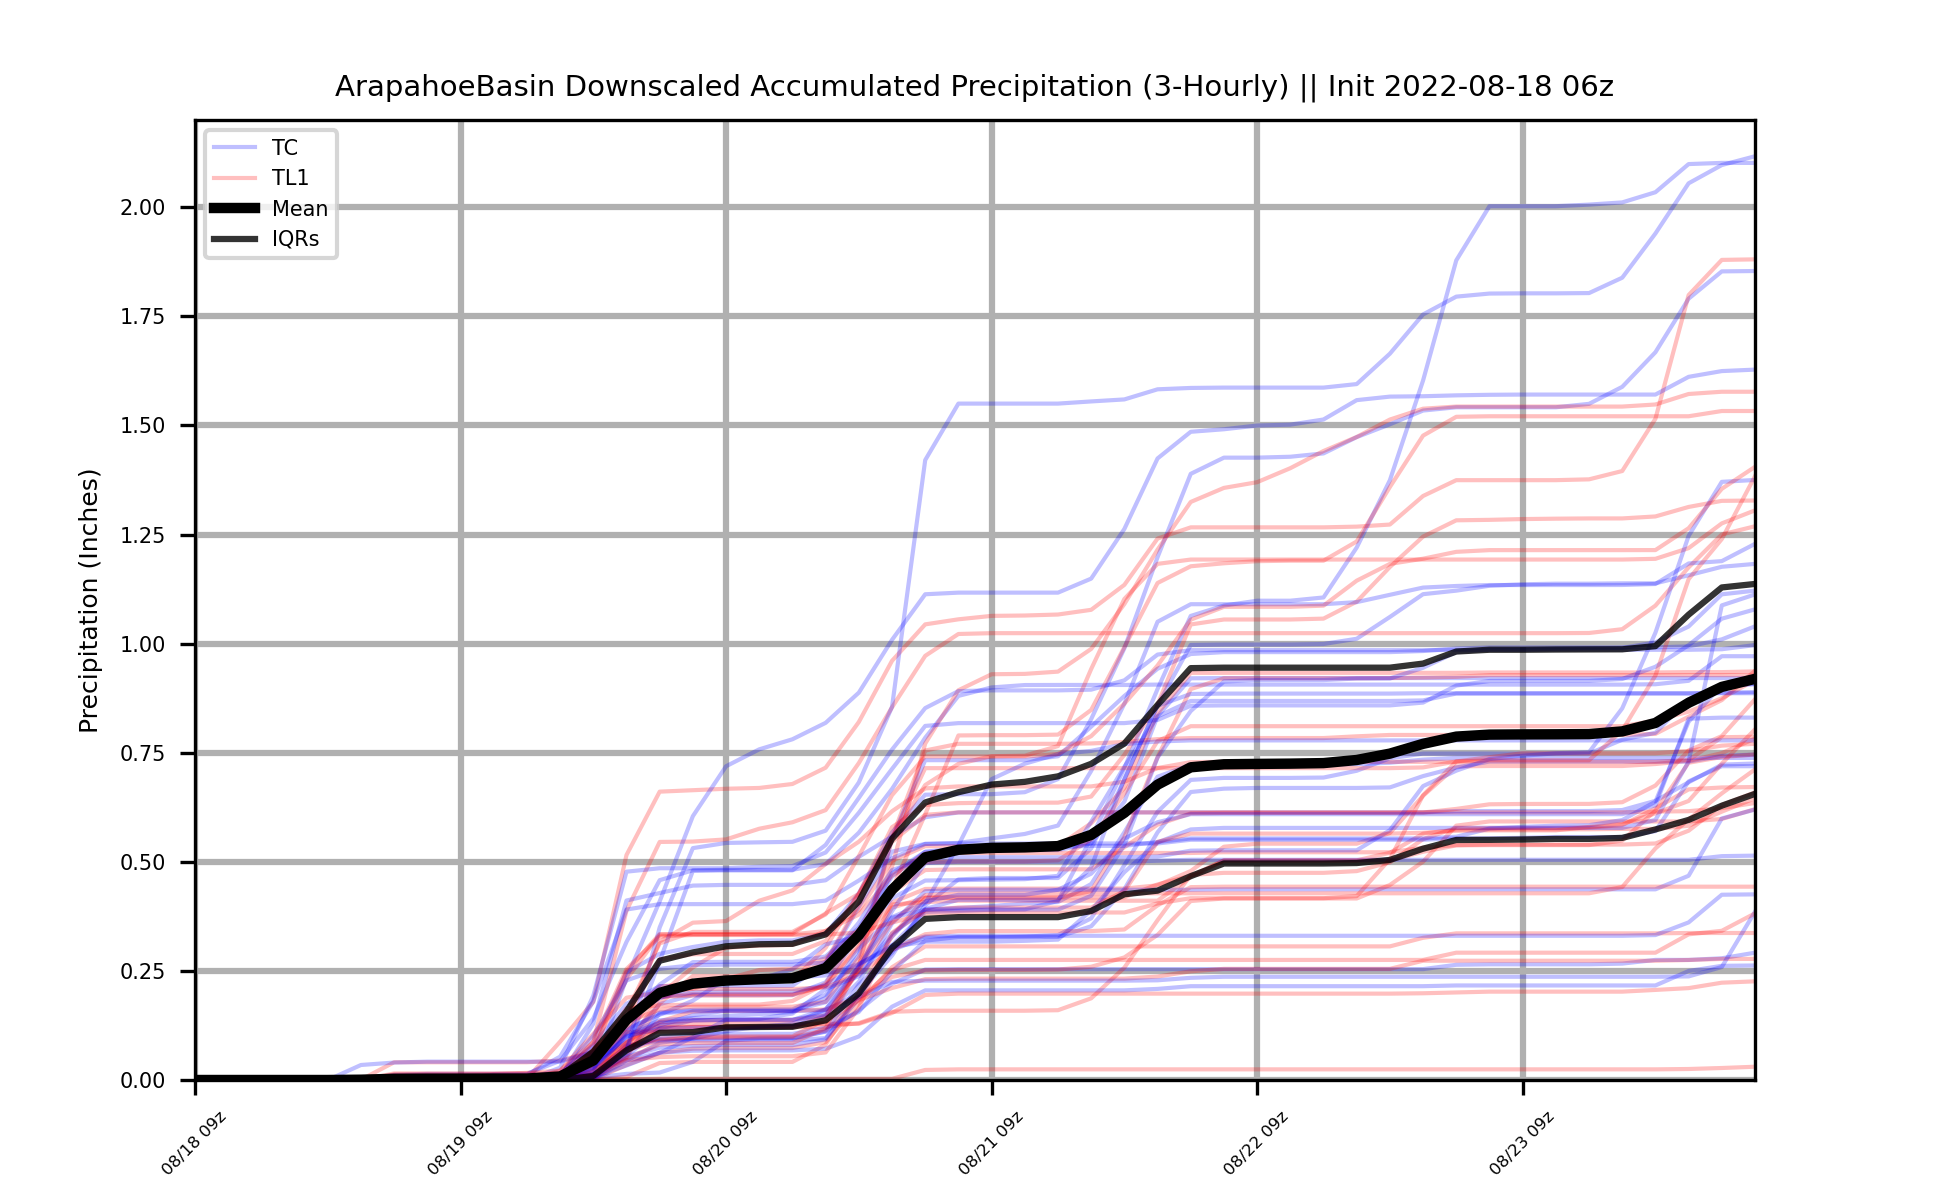 ArapahoeBasin Downscaled Accumulated Precipitation (3-Hourly) || Init 2022-08-18 06z
TC
TL1
Mean
IQRs
Precipitation (Inches)
2.00
1.75
1.50
1.25
1.00
0.75
0.50
0.25
0.00
08/18 09z
08/19 09z
08/20 09z
08/21 09z
08/22 09z
08/23 09z